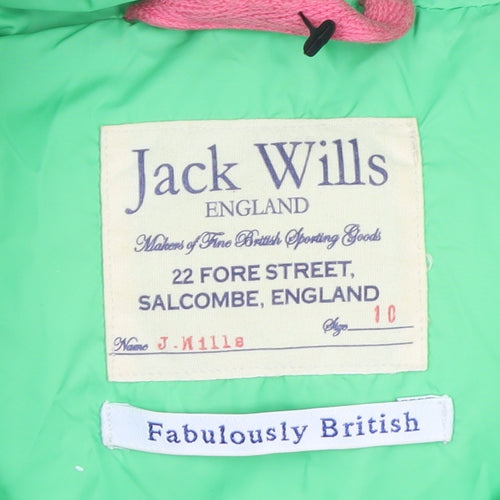 Jack Wills
ENGLAND
Makers of Fine British Sporting Goods
22 FORE STREET,
SALCOMBE, ENGLAND
Size 10
Name J.Wills
Fabulously British